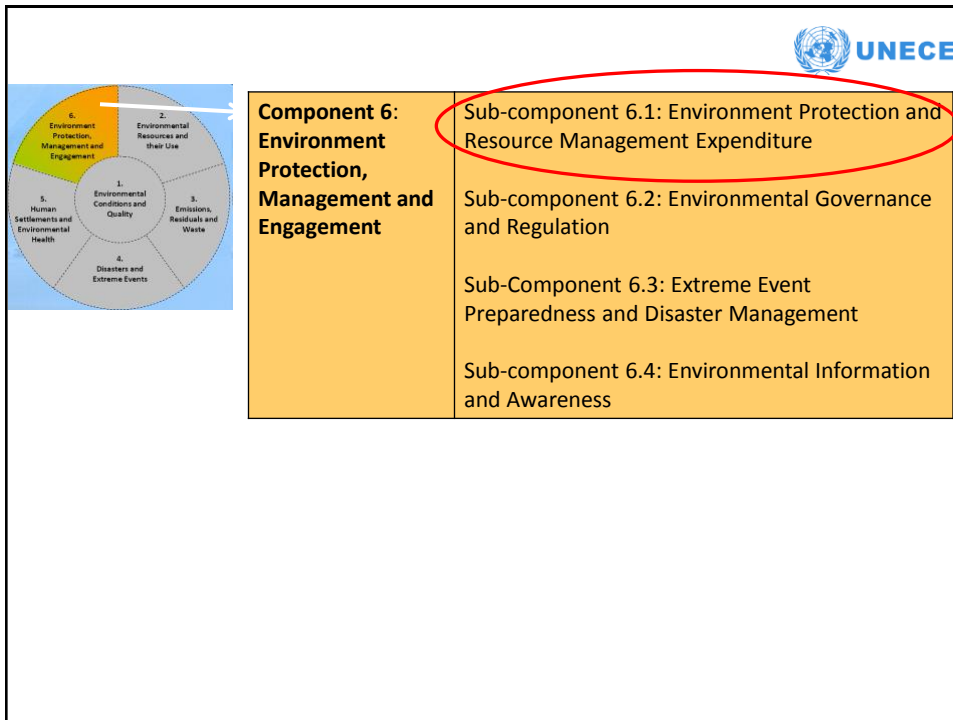 UNECE
6.
Environment
Protection,
Management and
Engagement
2.
Environmental
Resources and
their Use
1.
Environmental
Conditions and
Quality
5.
Human
Settlements and
Environmental
Health
3.
Emissions,
Residuals and
Waste
4.
Disasters and
Extreme Events
Component 6:
Environment
Protection,
Management and
Engagement
Sub-component 6.1: Environment Protection and
Resource Management Expenditure
Sub-component 6.2: Environmental Governance
and Regulation
Sub-Component 6.3: Extreme Event
Preparedness and Disaster Management
Sub-component 6.4: Environmental Information
and Awareness